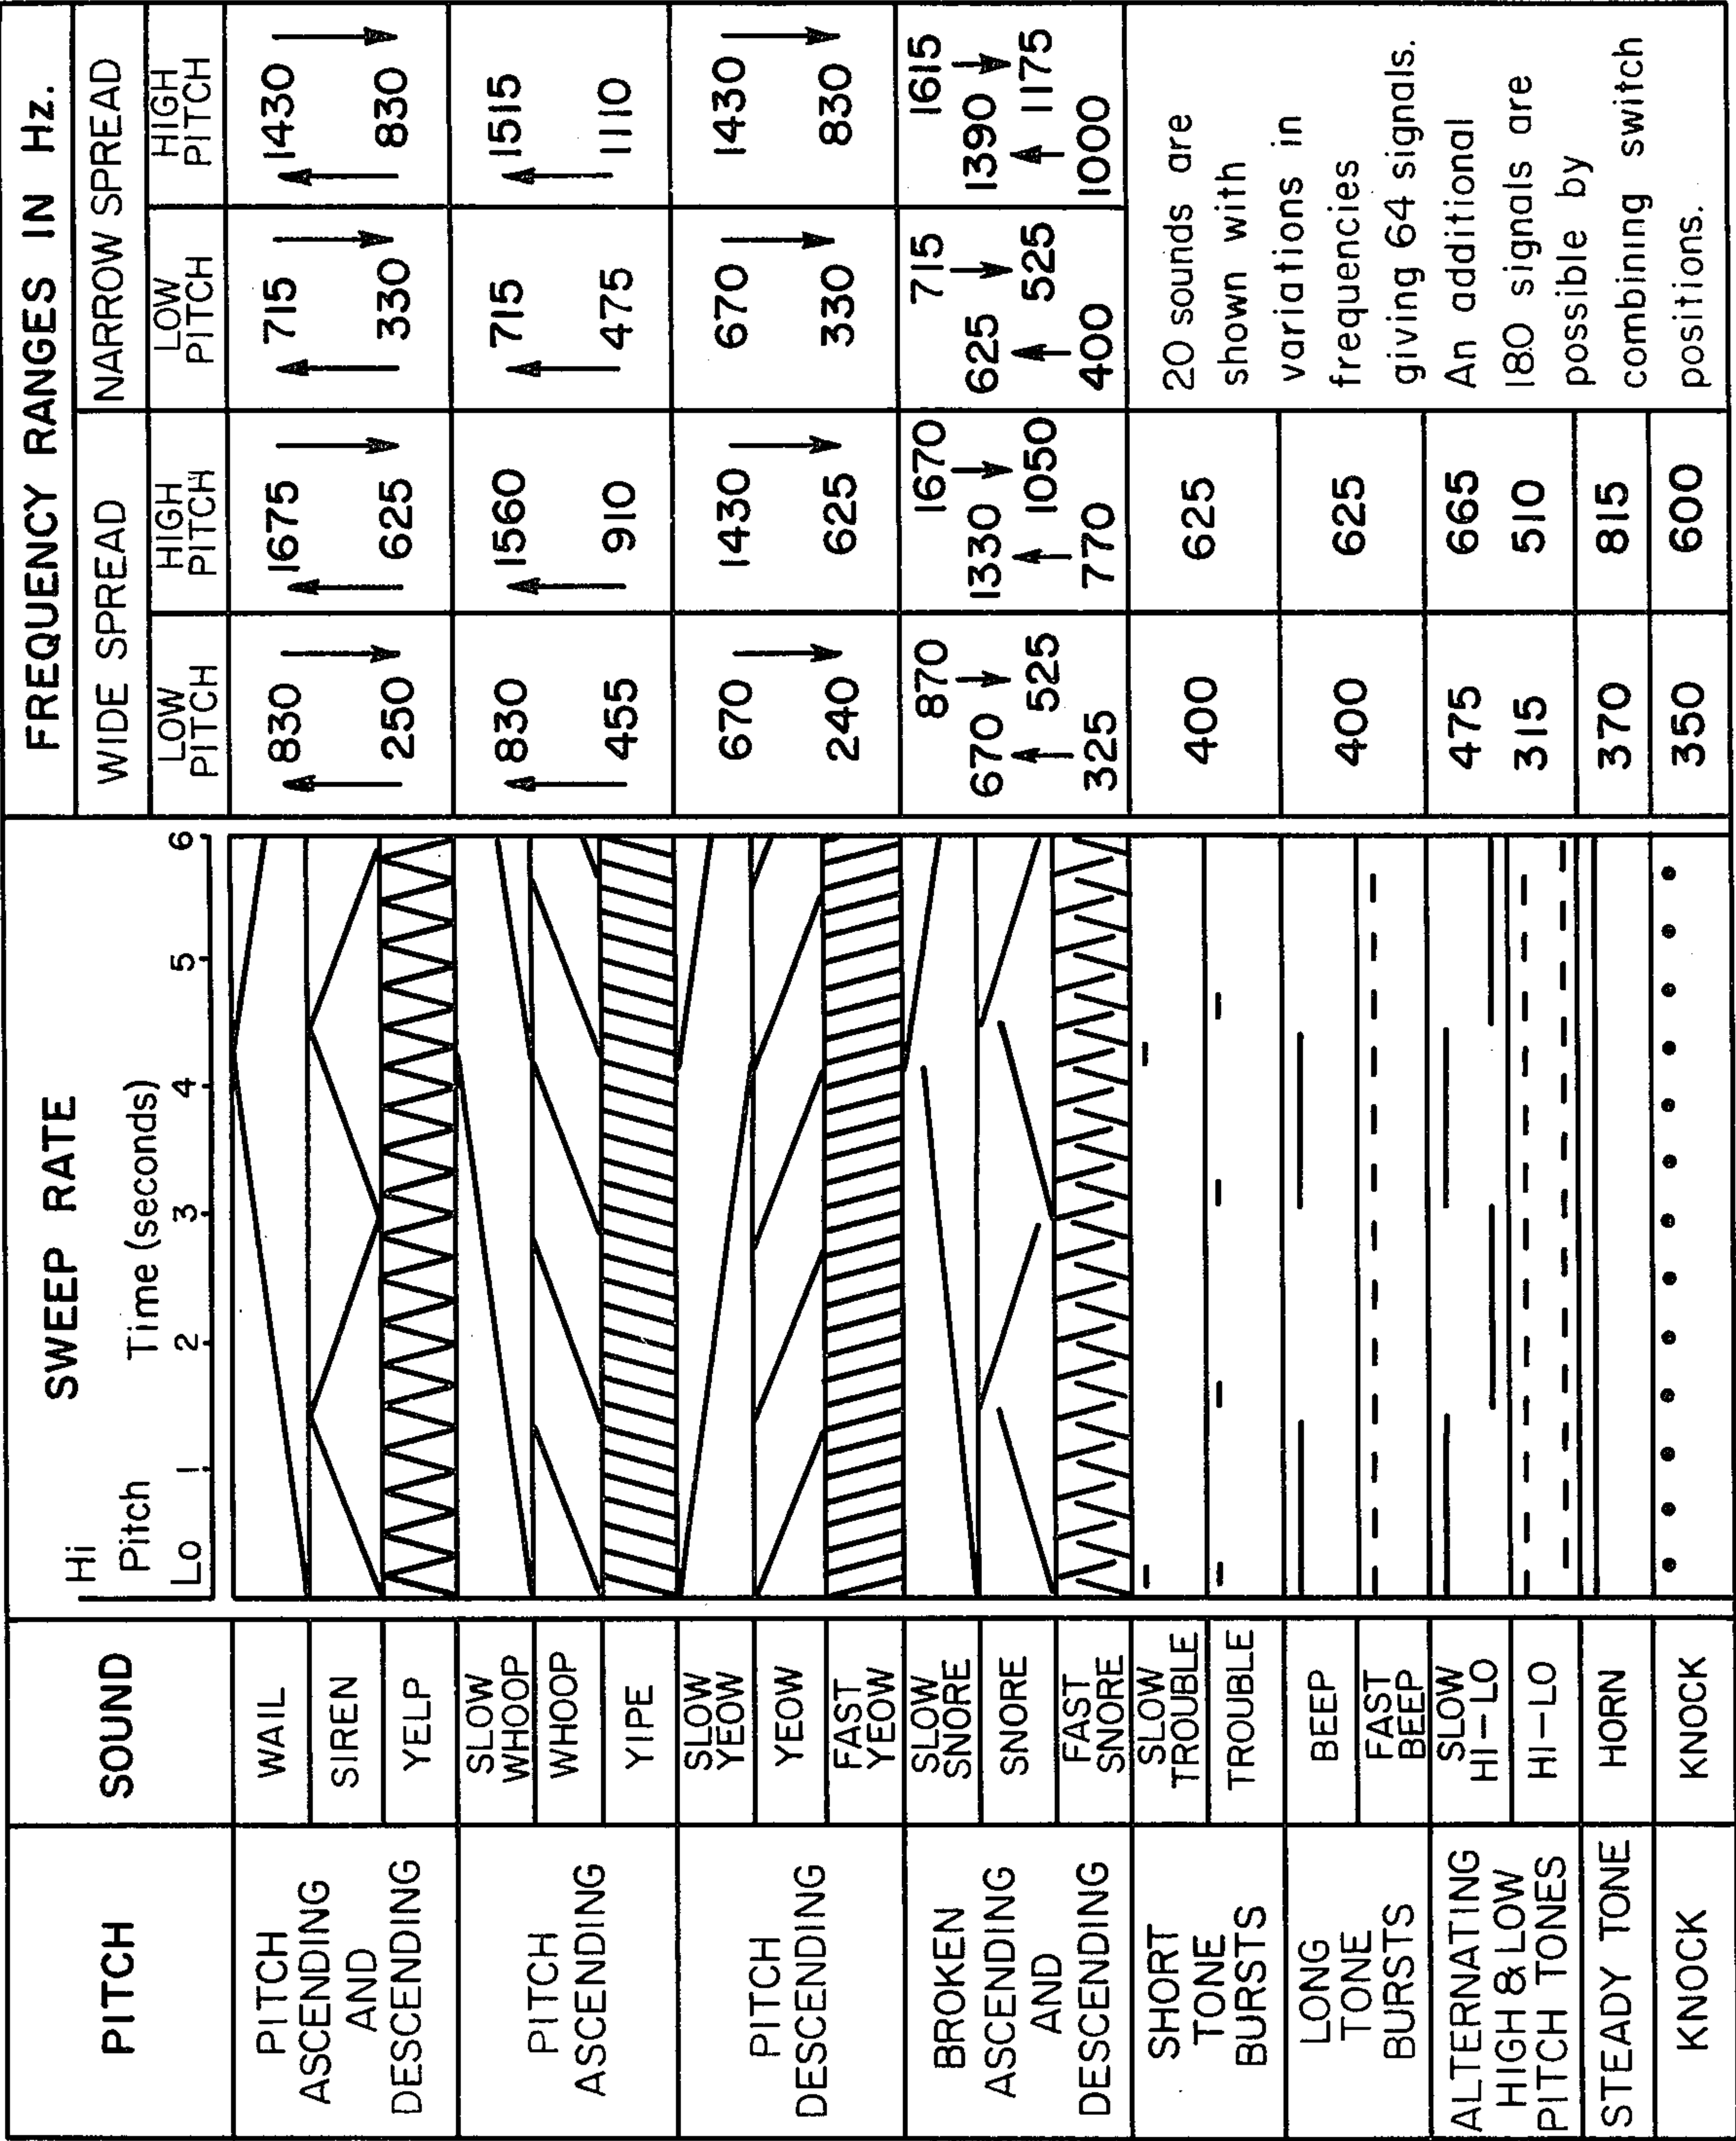 PITCH
SOUND
SWEEP RATE
FREQUENCY RANGES IN Hz.
Hi
Pitch
Lo
Time (seconds)
1 2 3 4 5 6
WIDE SPREAD
NARROW SPREAD
LOW
PITCH
HIGH
PITCH
LOW
PITCH
HIGH
PITCH
PITCH
ASCENDING
AND
DESCENDING
WAIL
SIREN
YELP
830 1675 715 1430
250 625 330 830
PITCH
ASCENDING
SLOW
WHOOP
WHOOP
YIPE
830 1560 715 1515
455 910 475 1110
PITCH
DESCENDING
SLOW
YEOW
YEOW
FAST
YEOW
670 1430 670 1430
240 625 330 830
BROKEN
ASCENDING
AND
DESCENDING
SLOW
SNORE
SNORE
FAST
SNORE
870 1670 715 1615
670 1330 625 1390
525 1050 525 1175
325 770 400 1000
SHORT
TONE
BURSTS
SLOW
TROUBLE
TROUBLE
400 625
LONG
TONE
BURSTS
BEEP
FAST
BEEP
400 625
ALTERNATING
HIGH & LOW
PITCH TONES
SLOW
HI-LO
HI-LO
475 665
315 510
STEADY TONE
HORN
370 815
KNOCK
KNOCK
350 600
20 sounds are
shown with
variations in
frequencies
giving 64 signals.
An additional
180 signals are
possible by
combining switch
positions.